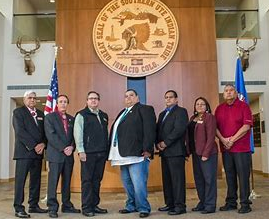 GREAT SEAL OF THE SOUTHERN UTE INDIAN TRIBE
IGNACIO COLO.